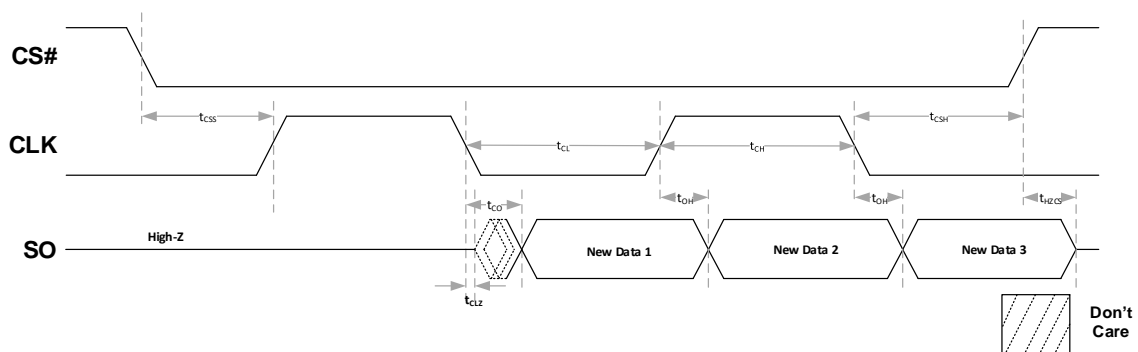 CS#
tCSS
tCSH
CLK
tCL
tCH
tCO
tOH
tOH
tHZCS
High-Z
SO
New Data 1
New Data 2
New Data 3
tCLZ
Don't
Care